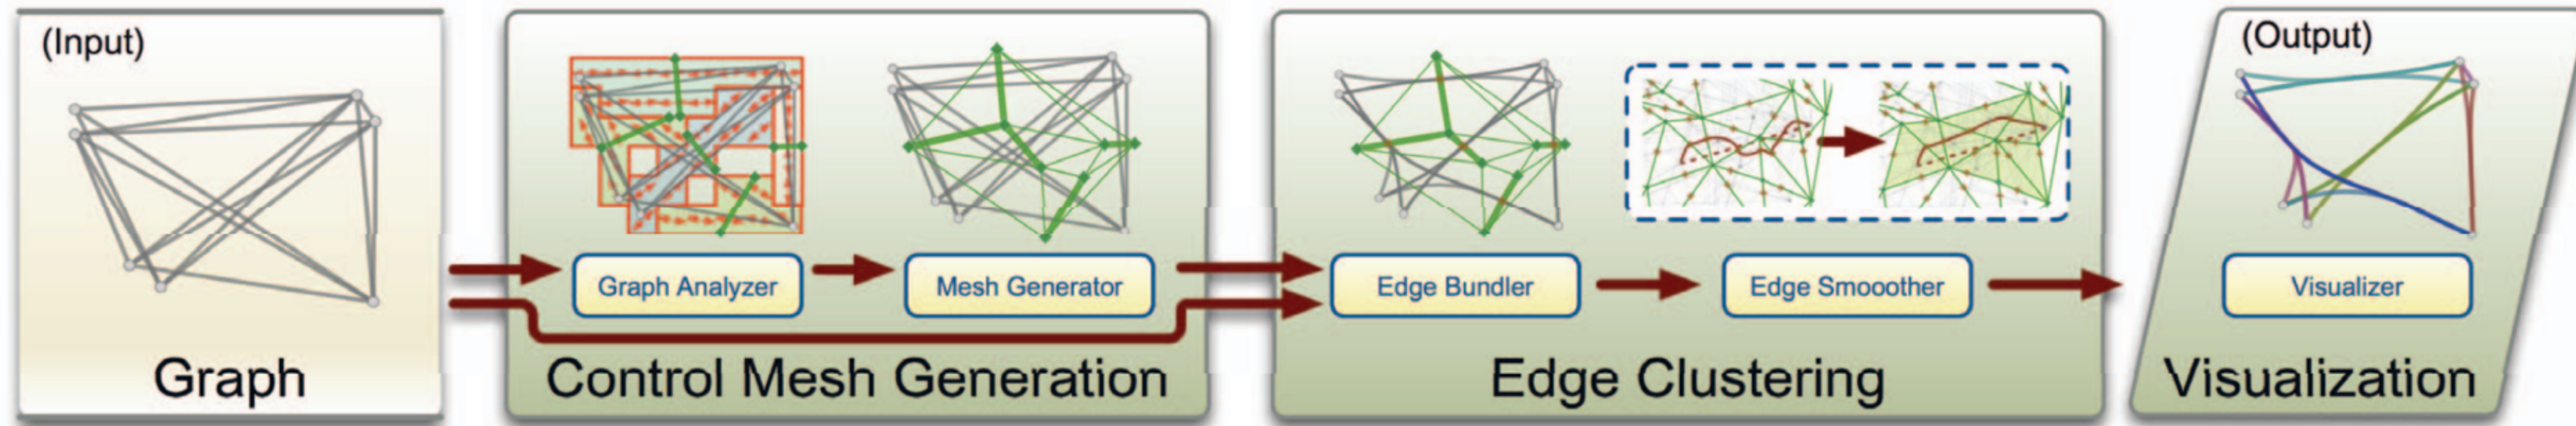 (Input)
Graph
Graph Analyzer
Mesh Generator
Control Mesh Generation
Edge Bundler
Edge Smooother
Edge Clustering
(Output)
Visualizer
Visualization